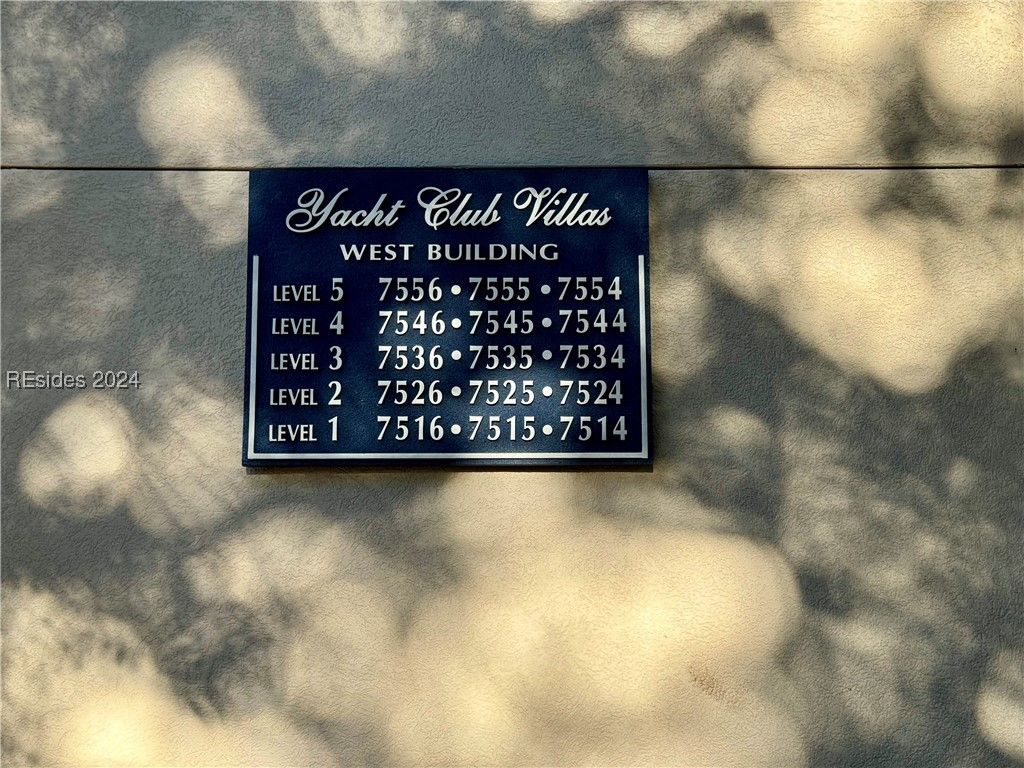 Yacht Club Villas
WEST BUILDING
LEVEL 5 7556 • 7555 • 7554
LEVEL 4 7546 • 7545 • 7544
LEVEL 3 7536 • 7535 • 7534
REsides 2024
LEVEL 2 7526 • 7525 • 7524
LEVEL 1 7516 • 7515 • 7514